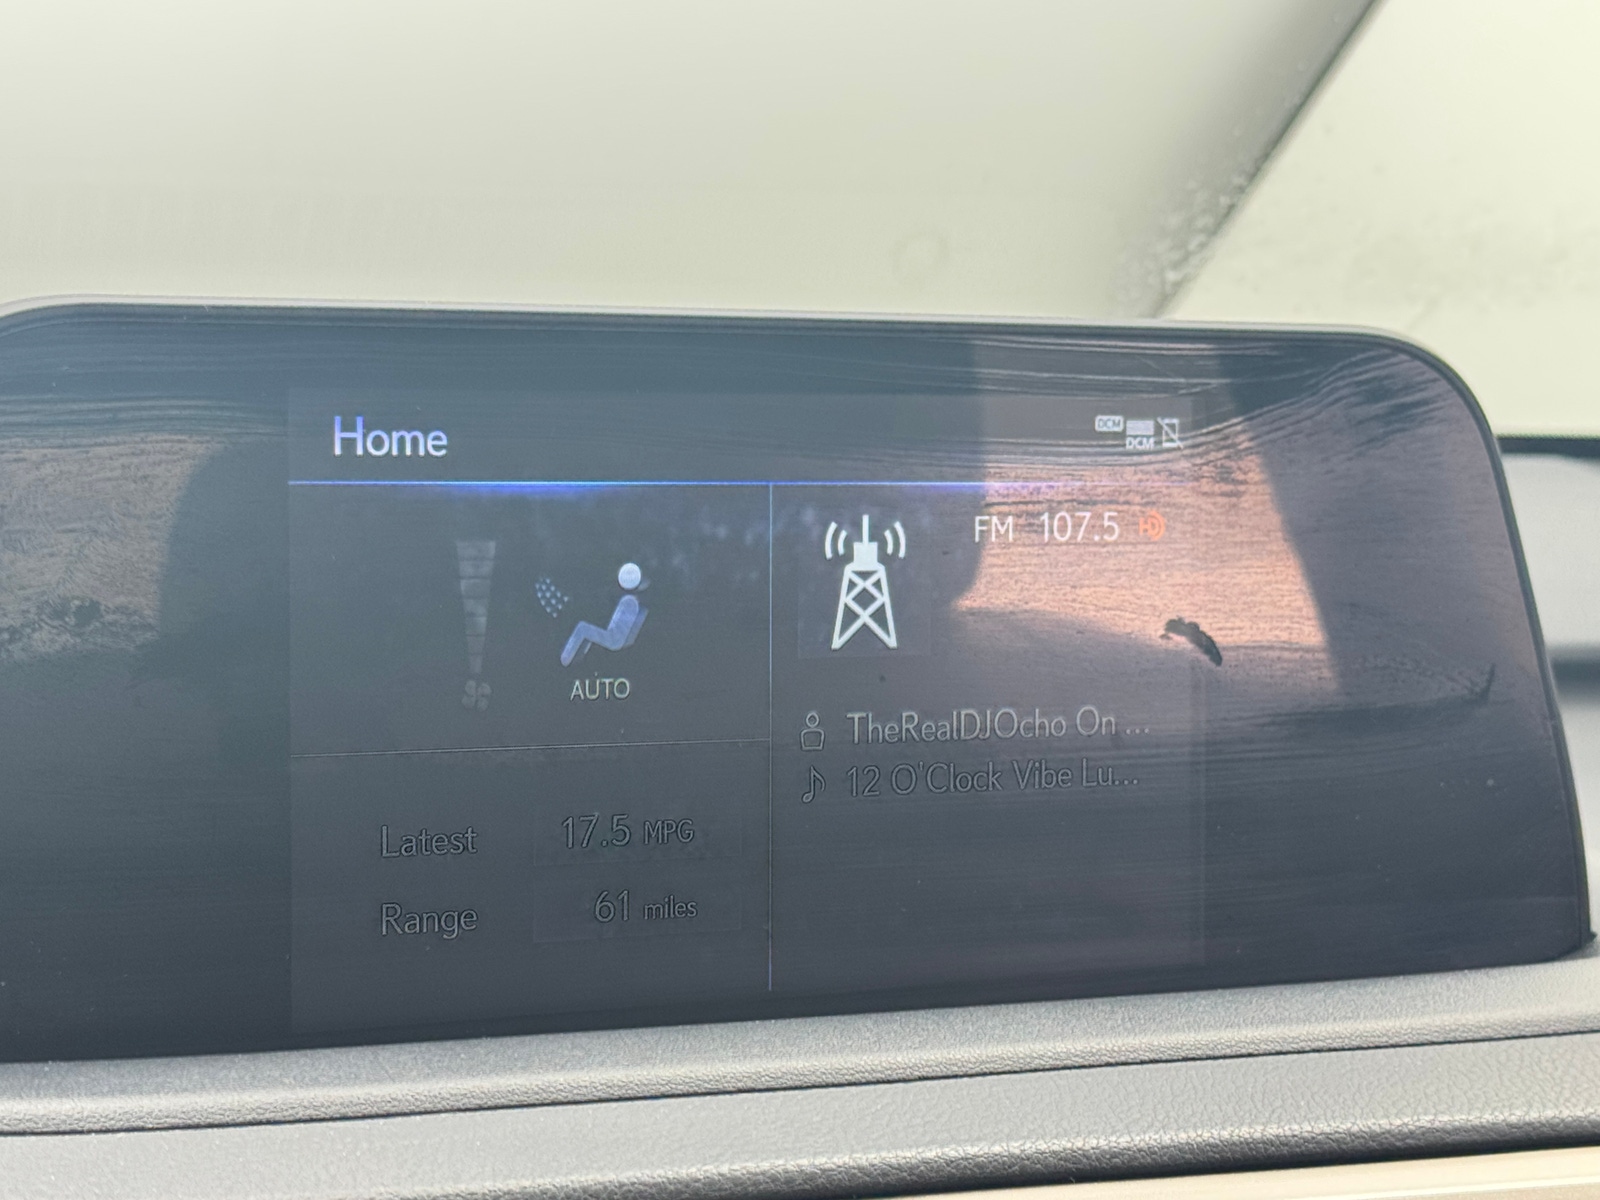 Home
DCM
DCM
FM 107.5 HD
AUTO
TheRealDJOcho On ...
12 O'Clock Vibe Lu...
Latest 17.5 MPG
Range 61 miles